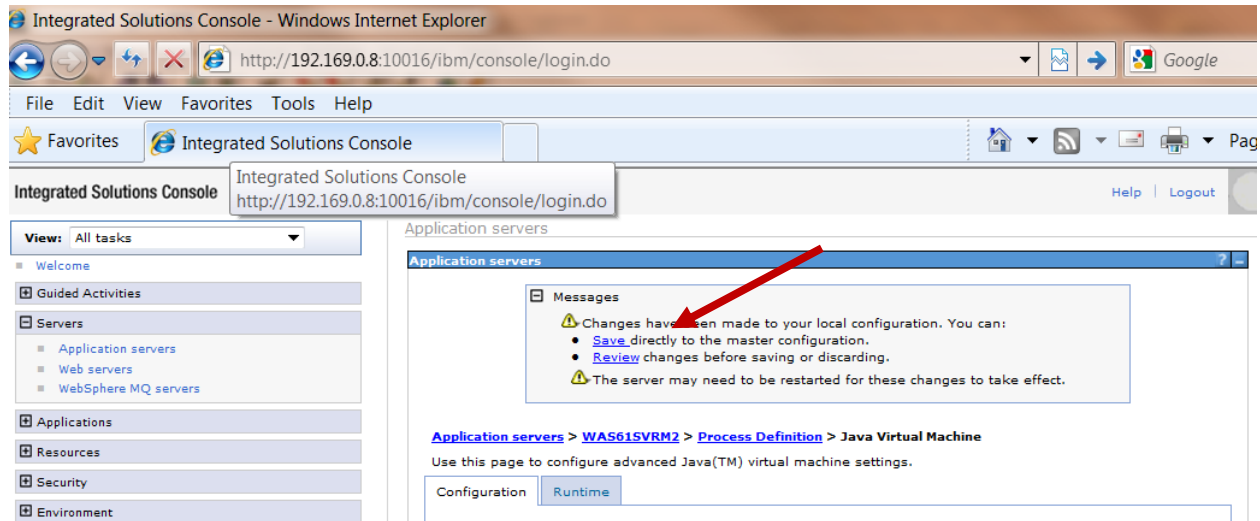 Integrated Solutions Console - Windows Internet Explorer
http://192.169.0.8:10016/ibm/console/login.do
Google
File Edit View Favorites Tools Help
Favorites
Integrated Solutions Console
Pag
Integrated Solutions Console
http://192.169.0.8:10016/ibm/console/login.do
Integrated Solutions Console
Help | Logout
View: All tasks
Welcome
Guided Activities
Servers
Application servers
Web servers
WebSphere MQ servers
Applications
Resources
Security
Environment
Application servers
Application servers ? -
Messages
Changes have been made to your local configuration. You can:
Save directly to the master configuration.
Review changes before saving or discarding.
The server may need to be restarted for these changes to take effect.
Application servers > WAS61SVRM2 > Process Definition > Java Virtual Machine
Use this page to configure advanced Java(TM) virtual machine settings.
Configuration Runtime